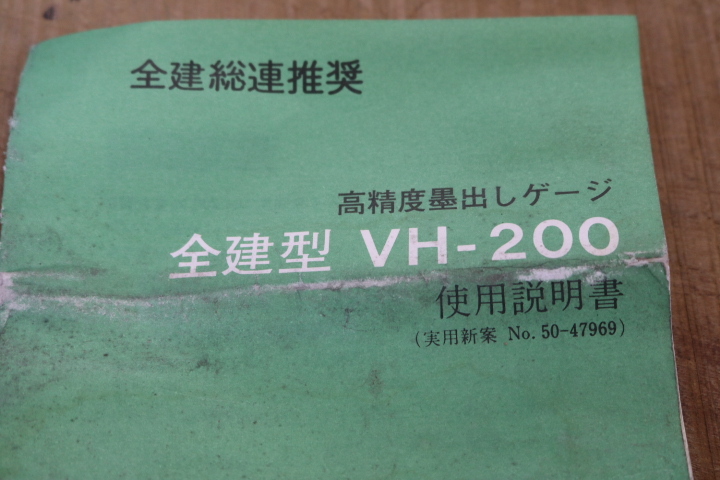 全建総連推奨
高精度墨出しゲージ
全建型 VH-200
使用説明書
(実用新案 No. 50-47969)